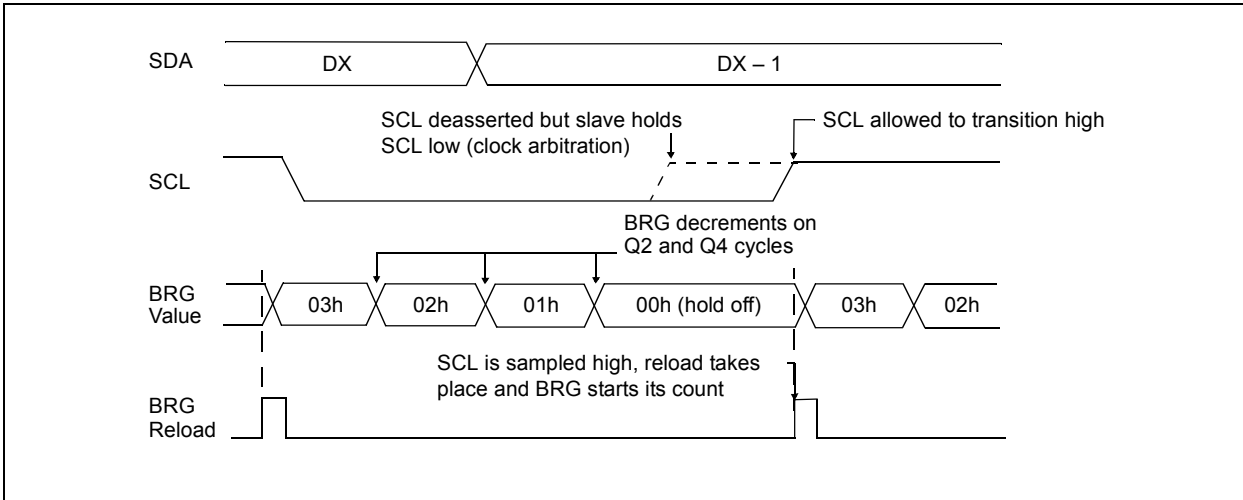 SDA
DX
DX – 1
SCL deasserted but slave holds
SCL low (clock arbitration)
SCL allowed to transition high
SCL
BRG decrements on
Q2 and Q4 cycles
BRG
Value
03h
02h
01h
00h (hold off)
03h
02h
SCL is sampled high, reload takes
place and BRG starts its count
BRG
Reload